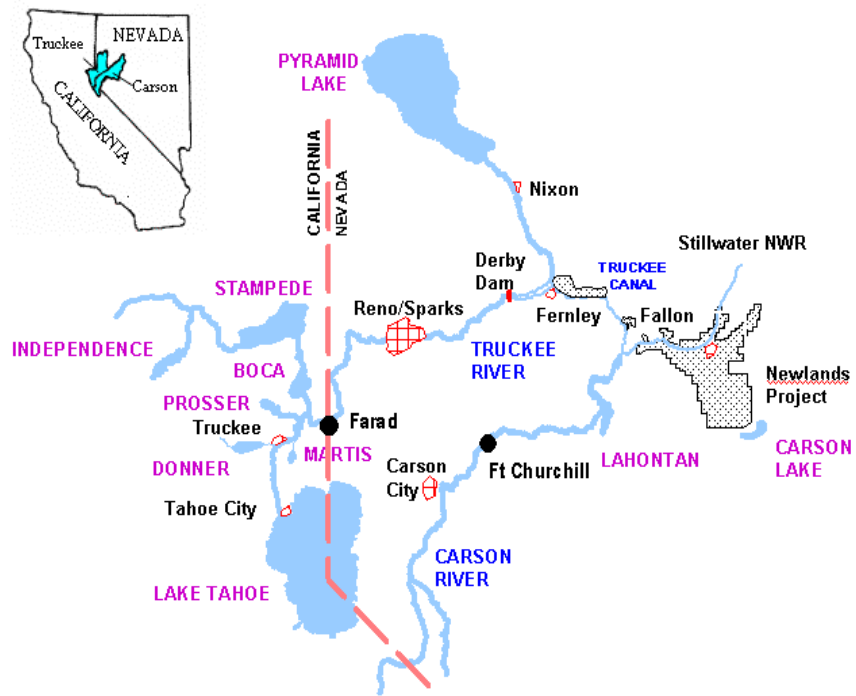 NEVADA
Truckee
Carson
CALIFORNIA
PYRAMID
LAKE
CALIFORNIA
NEVADA
Nixon
Stillwater NWR
Derby
Dam
TRUCKEE
CANAL
STAMPEDE
Reno/Sparks
Fernley
Fallon
INDEPENDENCE
TRUCKEE
RIVER
BOCA
Newlands
Project
PROSSER
Truckee
Farad
DONNER
MARTIS
Carson
City
Ft Churchill
LAHONTAN
CARSON
LAKE
Tahoe City
CARSON
RIVER
LAKE TAHOE